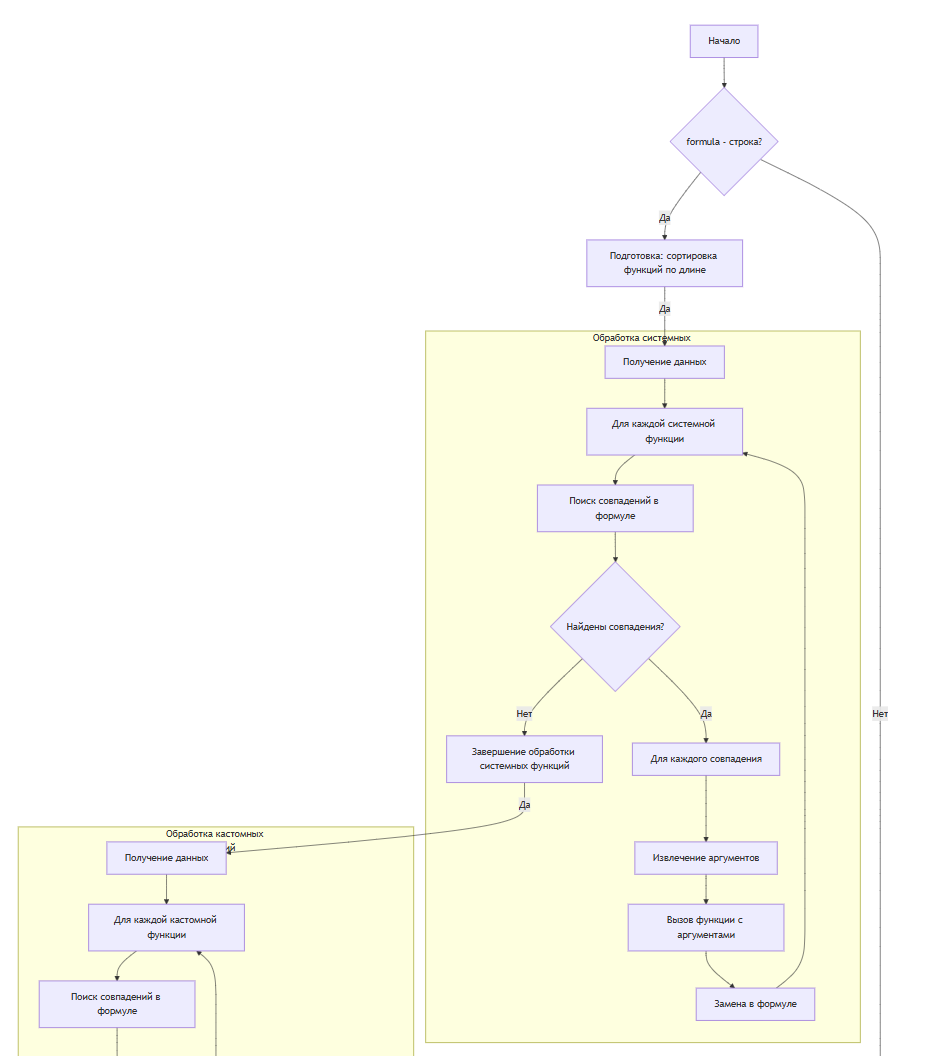 Начало
formula - строка?
Да
Подготовка: сортировка
функций по длине
Да
Обработка системных
Получение данных
Для каждой системной
функции
Поиск совпадений в
формуле
Найдены совпадения?
Нет
Да
Нет
Завершение обработки
системных функций
Для каждого совпадения
Да
Обработка кастомных
Получение данных
Извлечение аргументов
Для каждой кастомной
функции
Вызов функции с
аргументами
Поиск совпадений в
формуле
Замена в формуле